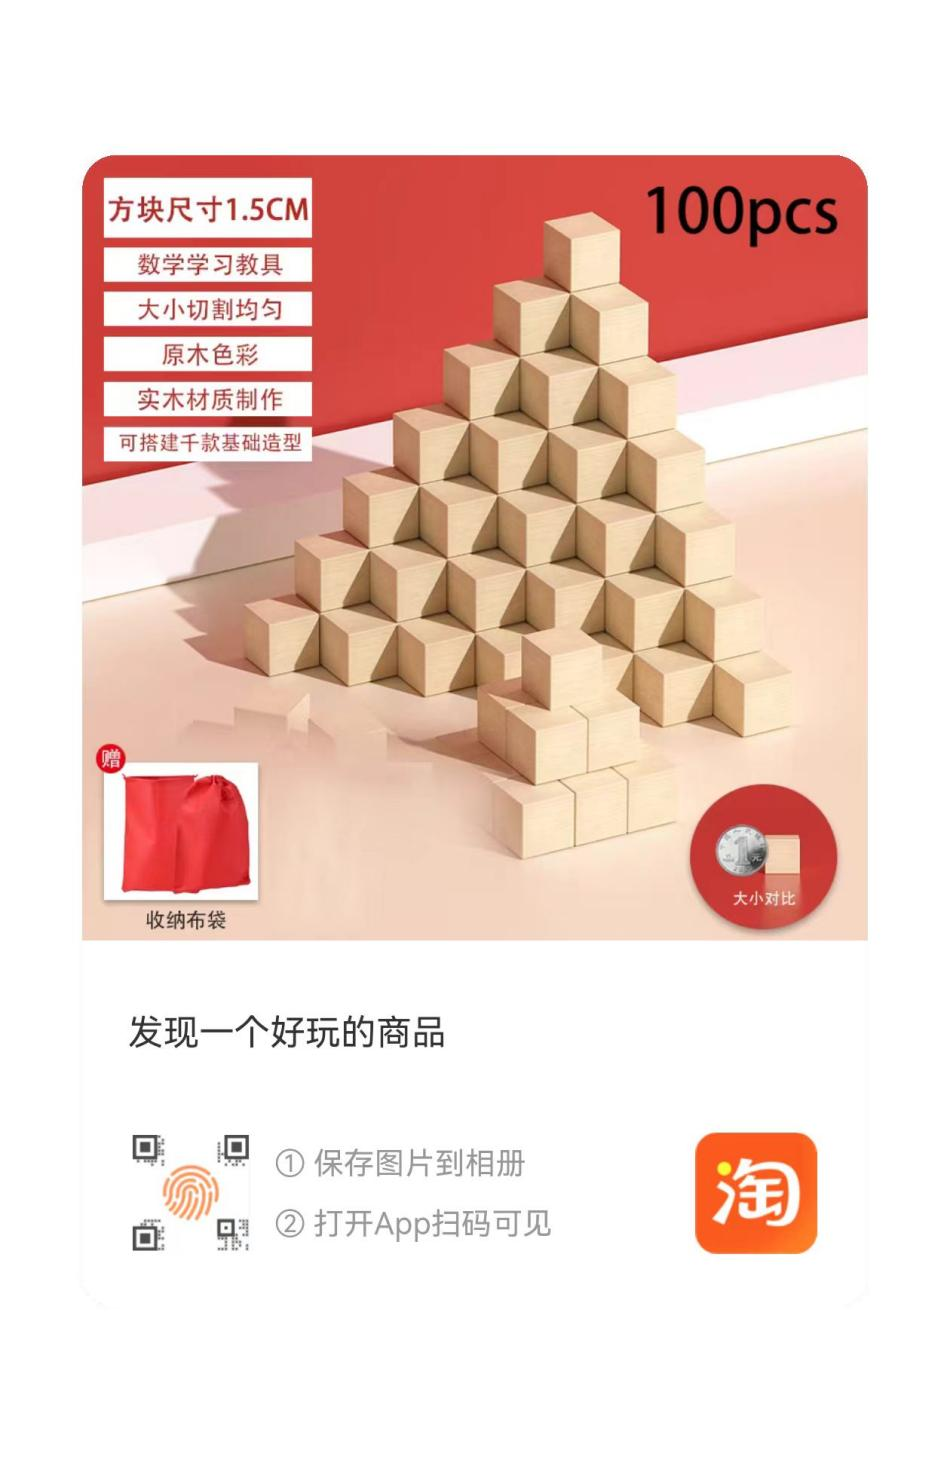 方块尺寸1.5CM
100pcs
数学学习教具
大小切割均匀
原木色彩
实木材质制作
可搭建千款基础造型
赠
收纳布袋
1
元
大小对比
发现一个好玩的商品
① 保存图片到相册
② 打开App扫码可见
淘